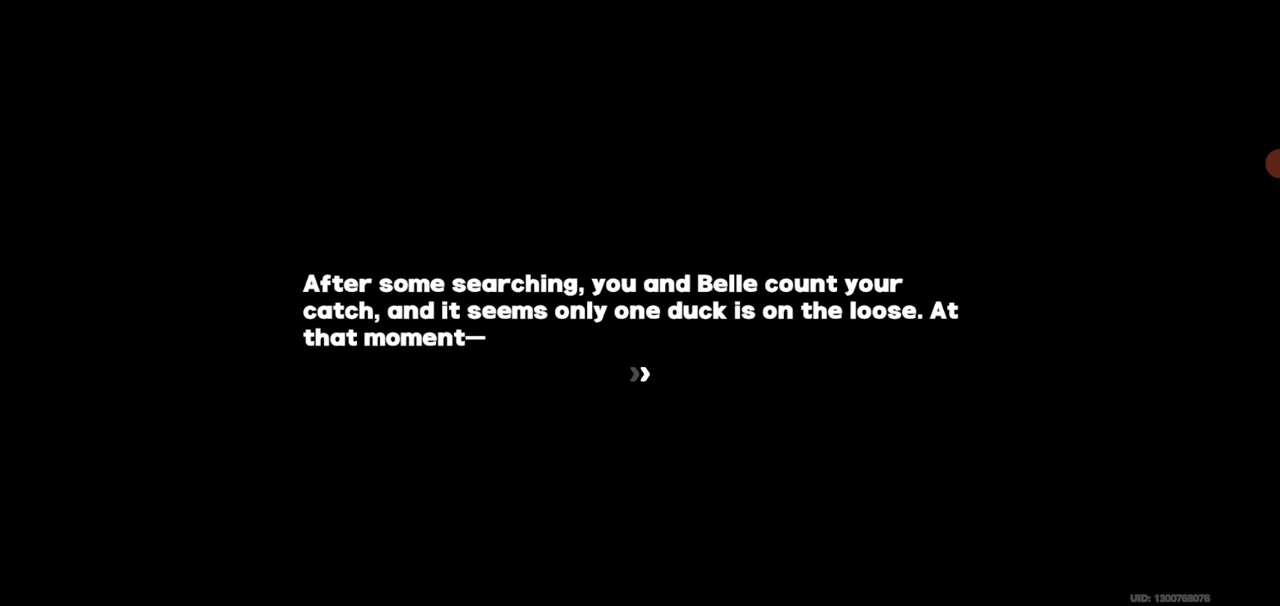 After some searching, you and Belle count your
catch, and it seems only one duck is on the loose. At
that moment—
UID: 1300768076